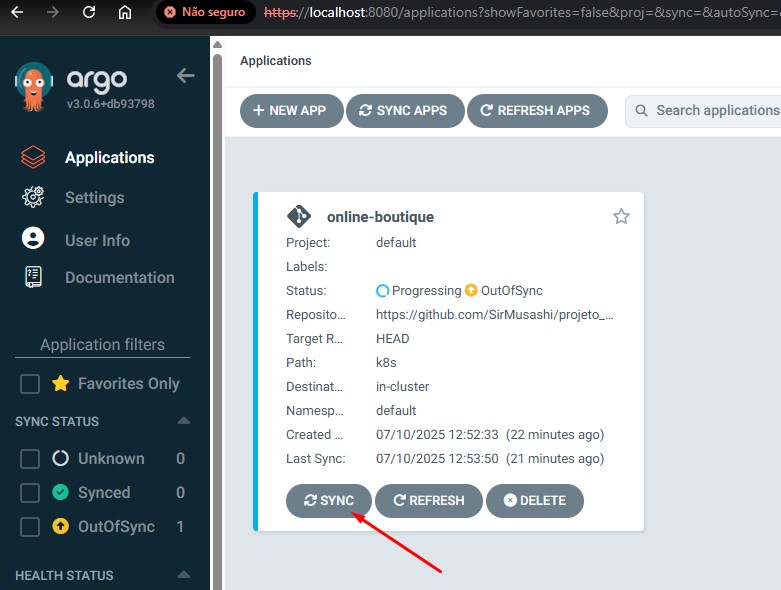 Não seguro https://localhost:8080/applications?showFavorites=false&proj=&sync=&autoSync=
argo
v3.0.6+db93798
Applications
Settings
User Info
Documentation
Application filters
Favorites Only
SYNC STATUS
Unknown 0
Synced 0
OutOfSync 1
HEALTH STATUS
Applications
+ NEW APP SYNC APPS REFRESH APPS Search applications
online-boutique
Project: default
Labels:
Status: Progressing OutOfSync
Reposito... https://github.com/SirMusashi/projeto_...
Target R... HEAD
Path: k8s
Destinat... in-cluster
Namesp... default
Created ... 07/10/2025 12:52:33 (22 minutes ago)
Last Sync: 07/10/2025 12:53:50 (21 minutes ago)
SYNC REFRESH DELETE